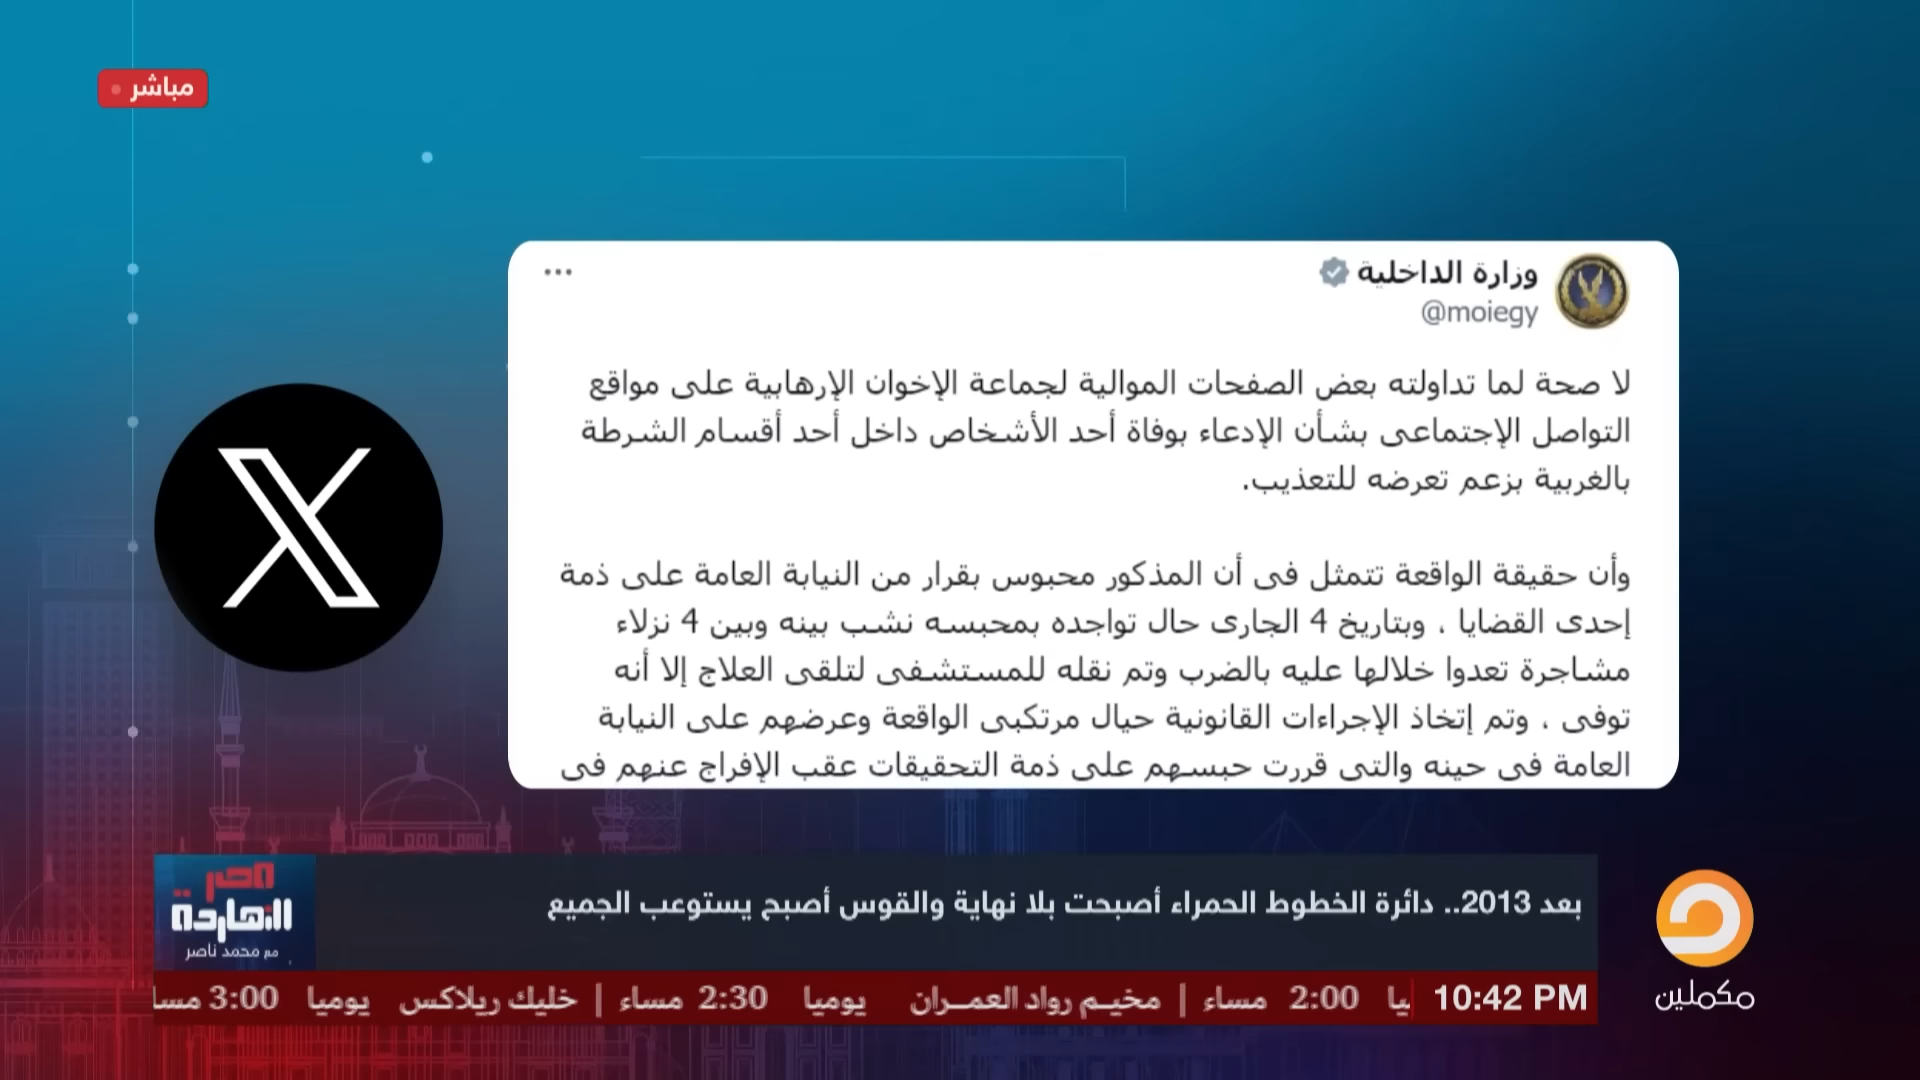 مباشر
وزارة الداخلية
@moiegy
لا صحة لما تداولته بعض الصفحات الموالية لجماعة الإخوان الإرهابية على مواقع
التواصل الإجتماعى بشأن الإدعاء بوفاة أحد الأشخاص داخل أحد أقسام الشرطة
بالغربية بزعم تعرضه للتعذيب.
وأن حقيقة الواقعة تتمثل فى أن المذكور محبوس بقرار من النيابة العامة على ذمة
إحدى القضايا ، وبتاريخ 4 الجارى حال تواجده بمحبسه نشب بينه وبين 4 نزلاء
مشاجرة تعدوا خلالها عليه بالضرب وتم نقله للمستشفى لتلقى العلاج إلا أنه
توفى ، وتم إتخاذ الإجراءات القانونية حيال مرتكبى الواقعة وعرضهم على النيابة
العامة فى حينه والتى قررت حبسهم على ذمة التحقيقات عقب الإفراج عنهم فى
بعد 2013.. دائرة الخطوط الحمراء أصبحت بلا نهاية والقوس أصبح يستوعب الجميع
مصر
النهاردة
مع محمد ناصر
10:42 PM
يا 2:00 مساء | مخيم رواد العمران يوميا 2:30 مساء | خليك ريلاكس يوميا 3:00 مسا
مكملين